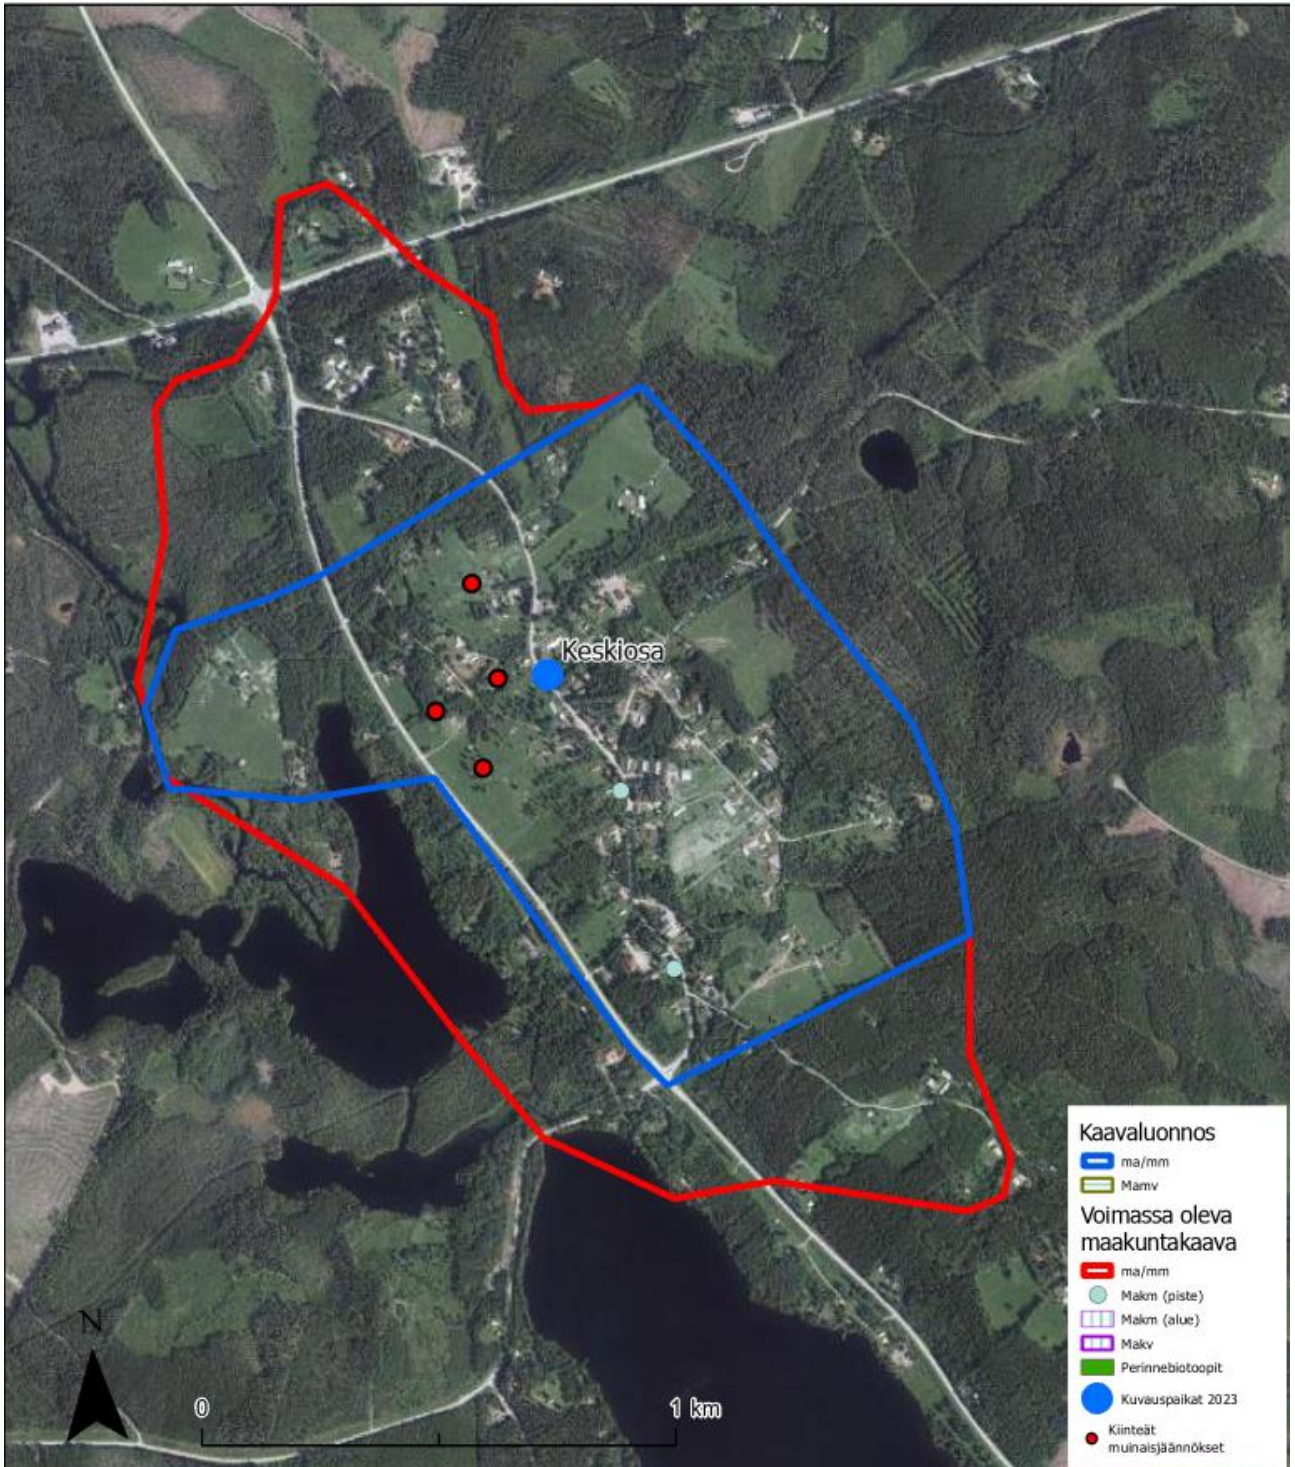 Keskiosa
Kaavaluonnos
ma/mm
Mamv
Voimassa oleva
maakuntakaava
ma/mm
Makm (piste)
Makm (alue)
Makv
Perinnebiotoopit
Kuvauspaikat 2023
Kiinteät
muinaisjäännökset
N
0
1 km